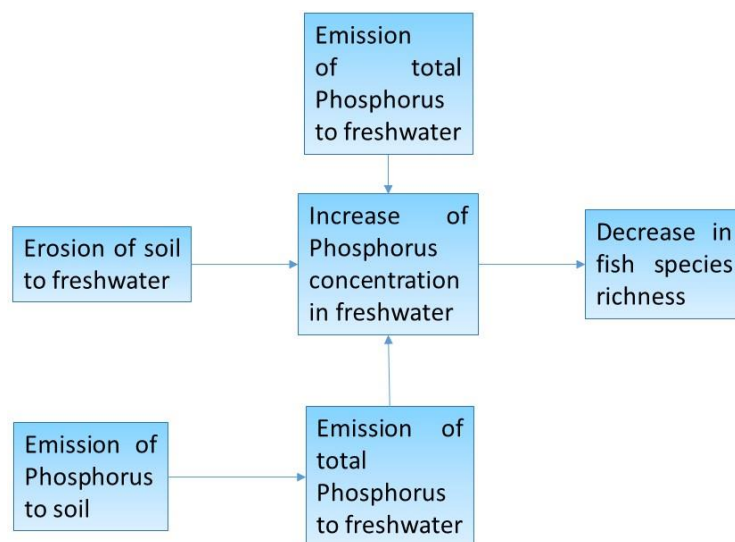 Emission
of total
Phosphorus
to freshwater
Erosion of soil
to freshwater
Increase of
Phosphorus
concentration
in freshwater
Decrease in
fish species
richness
Emission of
Phosphorus
to soil
Emission of
total
Phosphorus
to freshwater